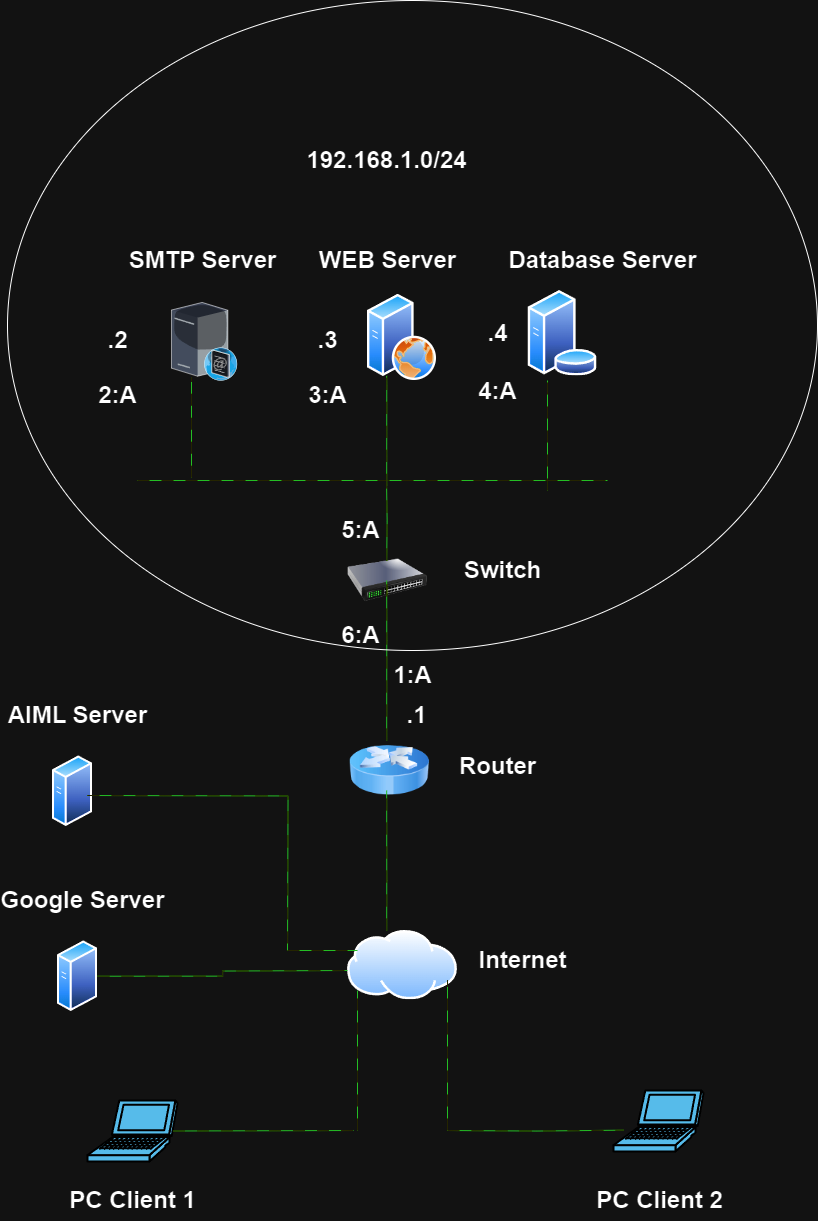 192.168.1.0/24
SMTP Server
WEB Server
Database Server
.2
.3
.4
2:A
3:A
4:A
5:A
Switch
6:A
1:A
.1
AIML Server
Router
Google Server
Internet
PC Client 1
PC Client 2